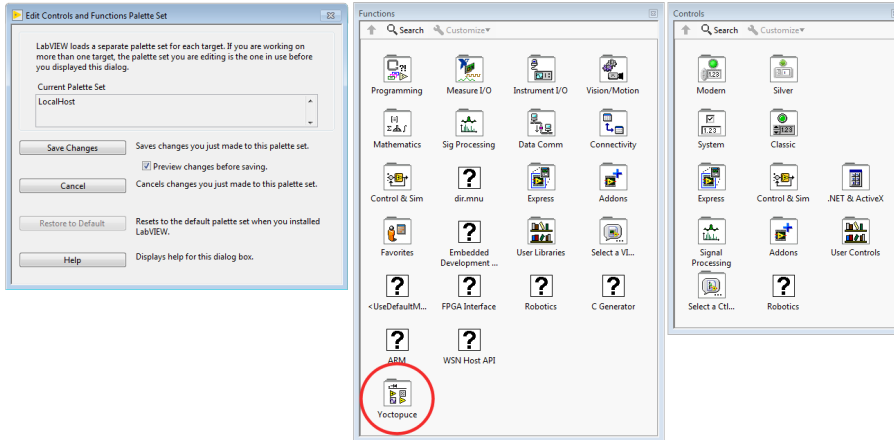 Edit Controls and Functions Palette Set
LabVIEW loads a separate palette set for each target. If you are working on
more than one target, the palette set you are editing is the one in use before
you displayed this dialog.
Current Palette Set
LocalHost
Save Changes
Saves changes you just made to this palette set.
Preview changes before saving.
Cancel
Cancels changes you just made to this palette set.
Restore to Default
Resets to the default palette set when you installed
LabVIEW.
Help
Displays help for this dialog box.
Functions
Search Customize
Programming Measure I/O Instrument I/O Vision/Motion
Mathematics Sig Processing Data Comm Connectivity
Control & Sim dir.mnu Express Addons
Favorites Embedded User Libraries Select a VI...
Development ...
<UseDefaultM... FPGA Interface Robotics C Generator
ARM WSN Host API
Yoctopuce
Controls
Search Customize
1.23
Modern Silver
1.23 1.23
System Classic
Express Control & Sim .NET & ActiveX
Signal Addons User Controls
Processing
Select a Ctl... Robotics